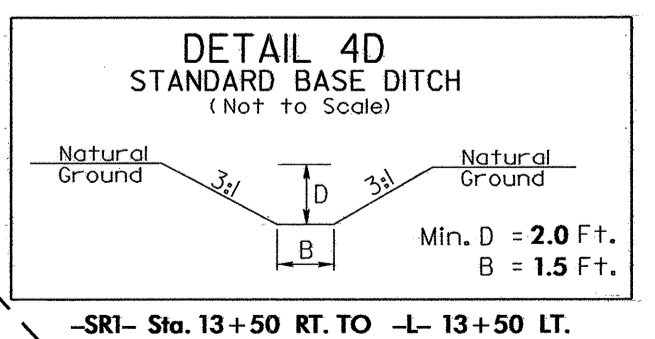 DETAIL 4D
STANDARD BASE DITCH
(Not to Scale)
Natural
Ground
3:1
D
3:1
Natural
Ground
B
Min. D = 2.0 Ft.
B = 1.5 Ft.
-SR1- Sta. 13+50 RT. TO -L- 13+50 LT.